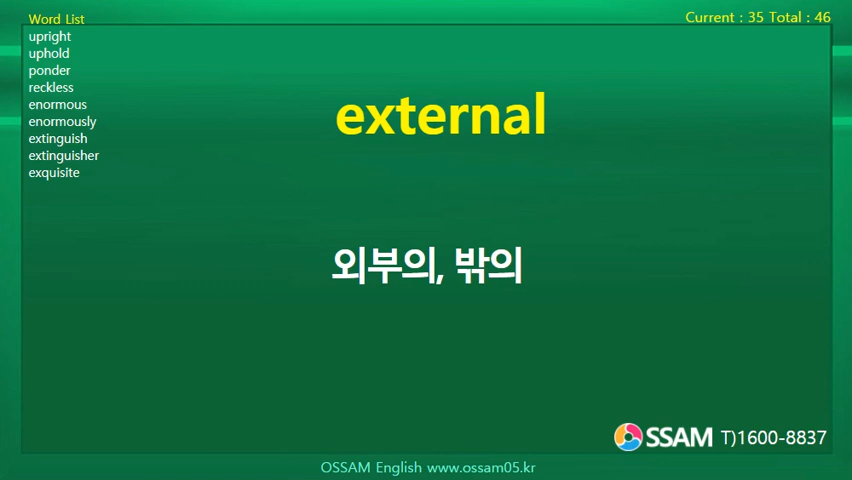 Word List
Current : 35 Total : 46
upright
uphold
ponder
reckless
enormous
enormously
extinguish
extinguisher
exquisite
external
외부의, 밖의
SSAM T)1600-8837
OSSAM English www.ossam05.kr